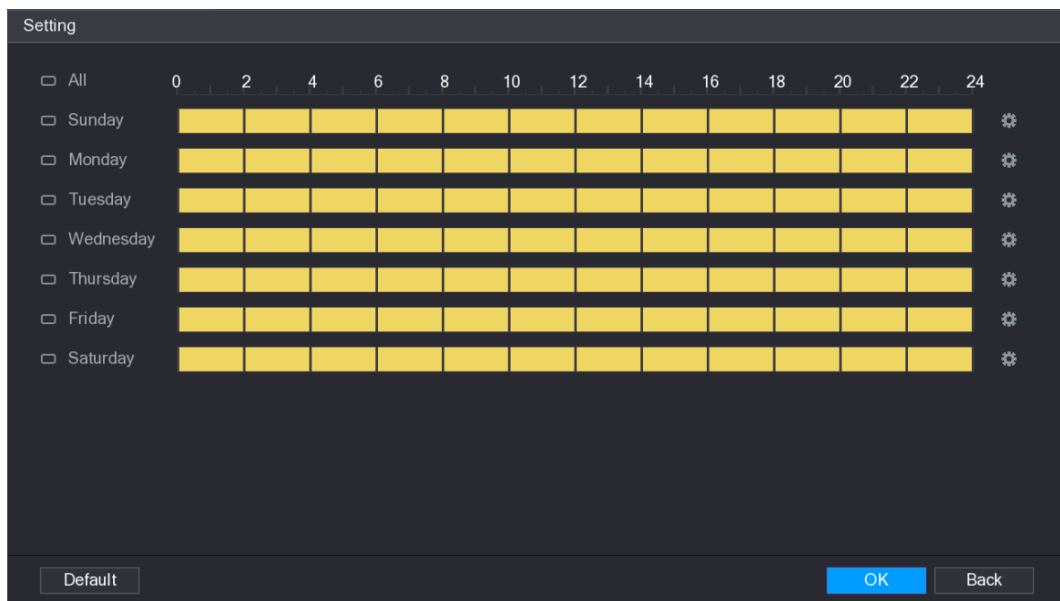 Setting
All 0 2 4 6 8 10 12 14 16 18 20 22 24
Sunday
Monday
Tuesday
Wednesday
Thursday
Friday
Saturday
Default OK Back